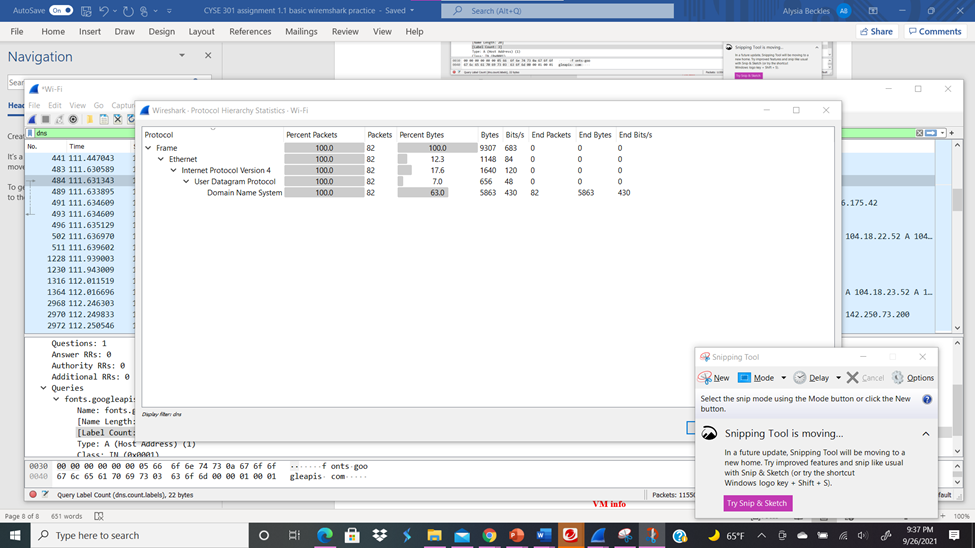 AutoSave On CYSE 301 assignment 1.1 basic wiremshark practice - Saved Search (Alt+Q) Alysia Beckles AB
File Home Insert Draw Design Layout References Mailings Review View Help Share Comments
Navigation
Snipping Tool is moving...
Try Snip & Sketch
*Wi-Fi
File Edit View Go Captu
Wireshark · Protocol Hierarchy Statistics · Wi-Fi
dns
No. Time
441 111.447043
483 111.630589
484 111.631343
489 111.633895
491 111.634609 6.175.42
493 111.634609
496 111.635129
502 111.636970 104.18.22.52 A 104…
511 111.639602
1228 111.939003
1230 111.943009
1316 112.011519
1364 112.016696 A 104.18.23.52 A 1…
2968 112.246303
2970 112.249833 142.250.73.200
2972 112.250546
Protocol Percent Packets Packets Percent Bytes Bytes Bits/s End Packets End Bytes End Bits/s
Frame 100.0 82 100.0 9307 683 0 0 0
Ethernet 100.0 82 12.3 1148 84 0 0 0
Internet Protocol Version 4 100.0 82 17.6 1640 120 0 0 0
User Datagram Protocol 100.0 82 7.0 656 48 0 0 0
Domain Name System 100.0 82 63.0 5863 430 82 5863 430
Display filter: dns
Questions: 1
Answer RRs: 0
Authority RRs: 0
Additional RRs: 0
Queries
fonts.googleapis
Name: fonts.g
[Name Length:
[Label Count:
Type: A (Host Address) (1)
Class: IN (0x0001)
0030 00 00 00 00 00 00 05 66 6f 6e 74 73 0a 67 6f 6f ·······f onts·goo
0040 67 6c 65 61 70 69 73 03 63 6f 6d 00 00 01 00 01 gleapis· com·····
Query Label Count (dns.count.labels), 22 bytes Packets: 1155
Snipping Tool
New Mode Delay Cancel Options
Select the snip mode using the Mode button or click the New
button.
Snipping Tool is moving...
In a future update, Snipping Tool will be moving to a
new home. Try improved features and snip like usual
with Snip & Sketch (or try the shortcut
Windows logo key + Shift + S).
Try Snip & Sketch
VM info
Page 8 of 8 651 words 100%
Type here to search 65°F 9:37 PM
9/26/2021